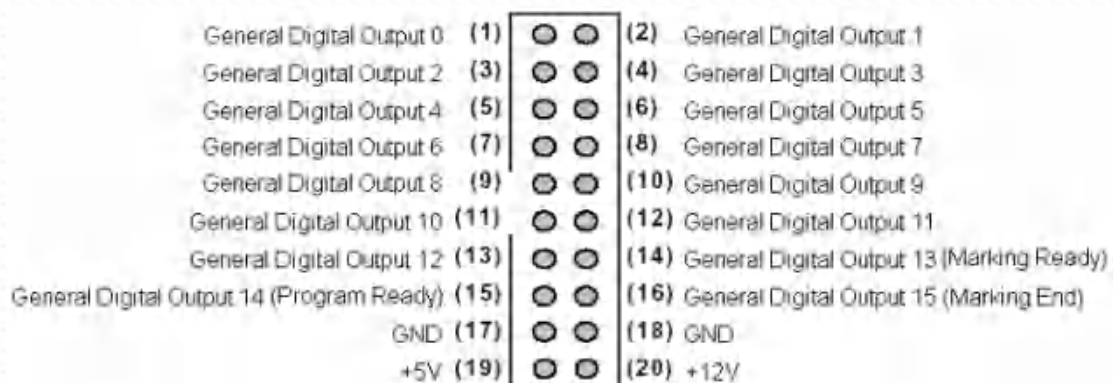 General Digital Output 0 (1) (2) General Digital Output 1
General Digital Output 2 (3) (4) General Digital Output 3
General Digital Output 4 (5) (6) General Digital Output 5
General Digital Output 6 (7) (8) General Digital Output 7
General Digital Output 8 (9) (10) General Digital Output 9
General Digital Output 10 (11) (12) General Digital Output 11
General Digital Output 12 (13) (14) General Digital Output 13 (Marking Ready)
General Digital Output 14 (Program Ready) (15) (16) General Digital Output 15 (Marking End)
GND (17) (18) GND
+5V (19) (20) +12V